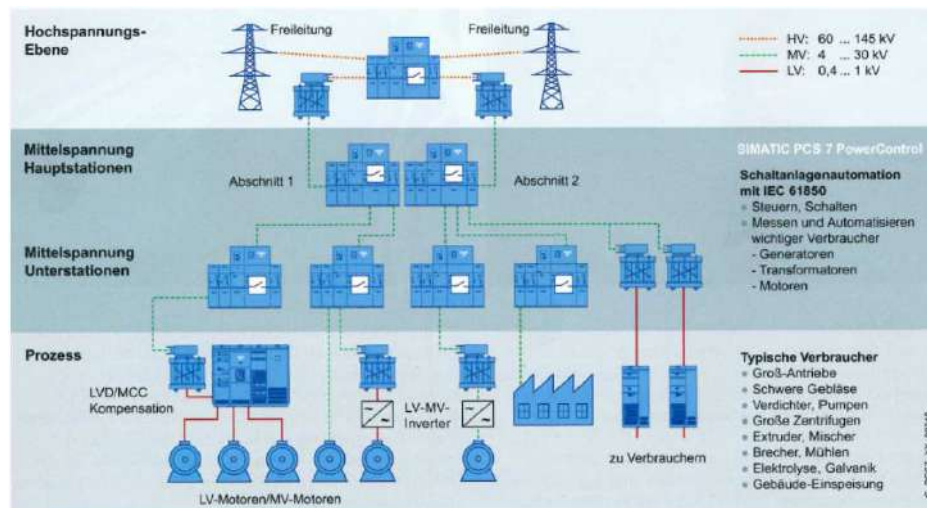 Hochspannungs-
Ebene
Freileitung
Freileitung
HV: 60 ... 145 kV
MV: 4 ... 30 kV
LV: 0,4 ... 1 kV
Mittelspannung
Hauptstationen
Abschnitt 1
Abschnitt 2
SIMATIC PCS 7 PowerControl
Schaltanlagenautomation
mit IEC 61850
Steuern, Schalten
Messen und Automatisieren
wichtiger Verbraucher
- Generatoren
- Transformatoren
- Motoren
Mittelspannung
Unterstationen
Prozess
LVD/MCC
Kompensation
LV-MV-
Inverter
zu Verbrauchern
LV-Motoren/MV-Motoren
Typische Verbraucher
Groß-Antriebe
Schwere Gebläse
Verdichter, Pumpen
Große Zentrifugen
Extruder, Mischer
Brecher, Mühlen
Elektrolyse, Galvanik
Gebäude-Einspeisung